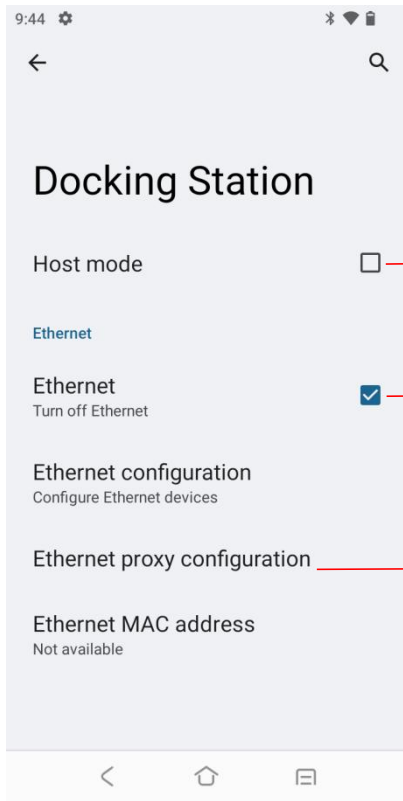 9:44
Docking Station
Host mode
Ethernet
Ethernet
Turn off Ethernet
Ethernet configuration
Configure Ethernet devices
Ethernet proxy configuration
Ethernet MAC address
Not available